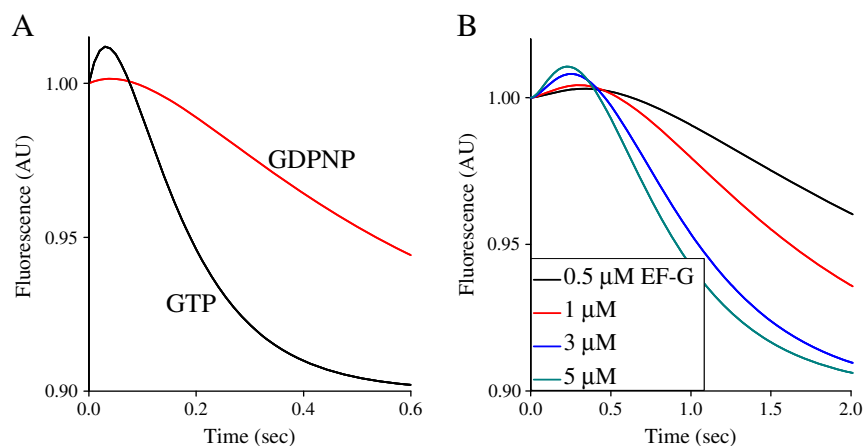 A
Fluorescence (AU)
1.00
0.95
0.90
GDPNP
GTP
0.0
0.2
0.4
0.6
Time (sec)
B
Fluorescence (AU)
1.00
0.95
0.90
0.5 μM EF-G
1 μM
3 μM
5 μM
0.0
0.5
1.0
1.5
2.0
Time (sec)